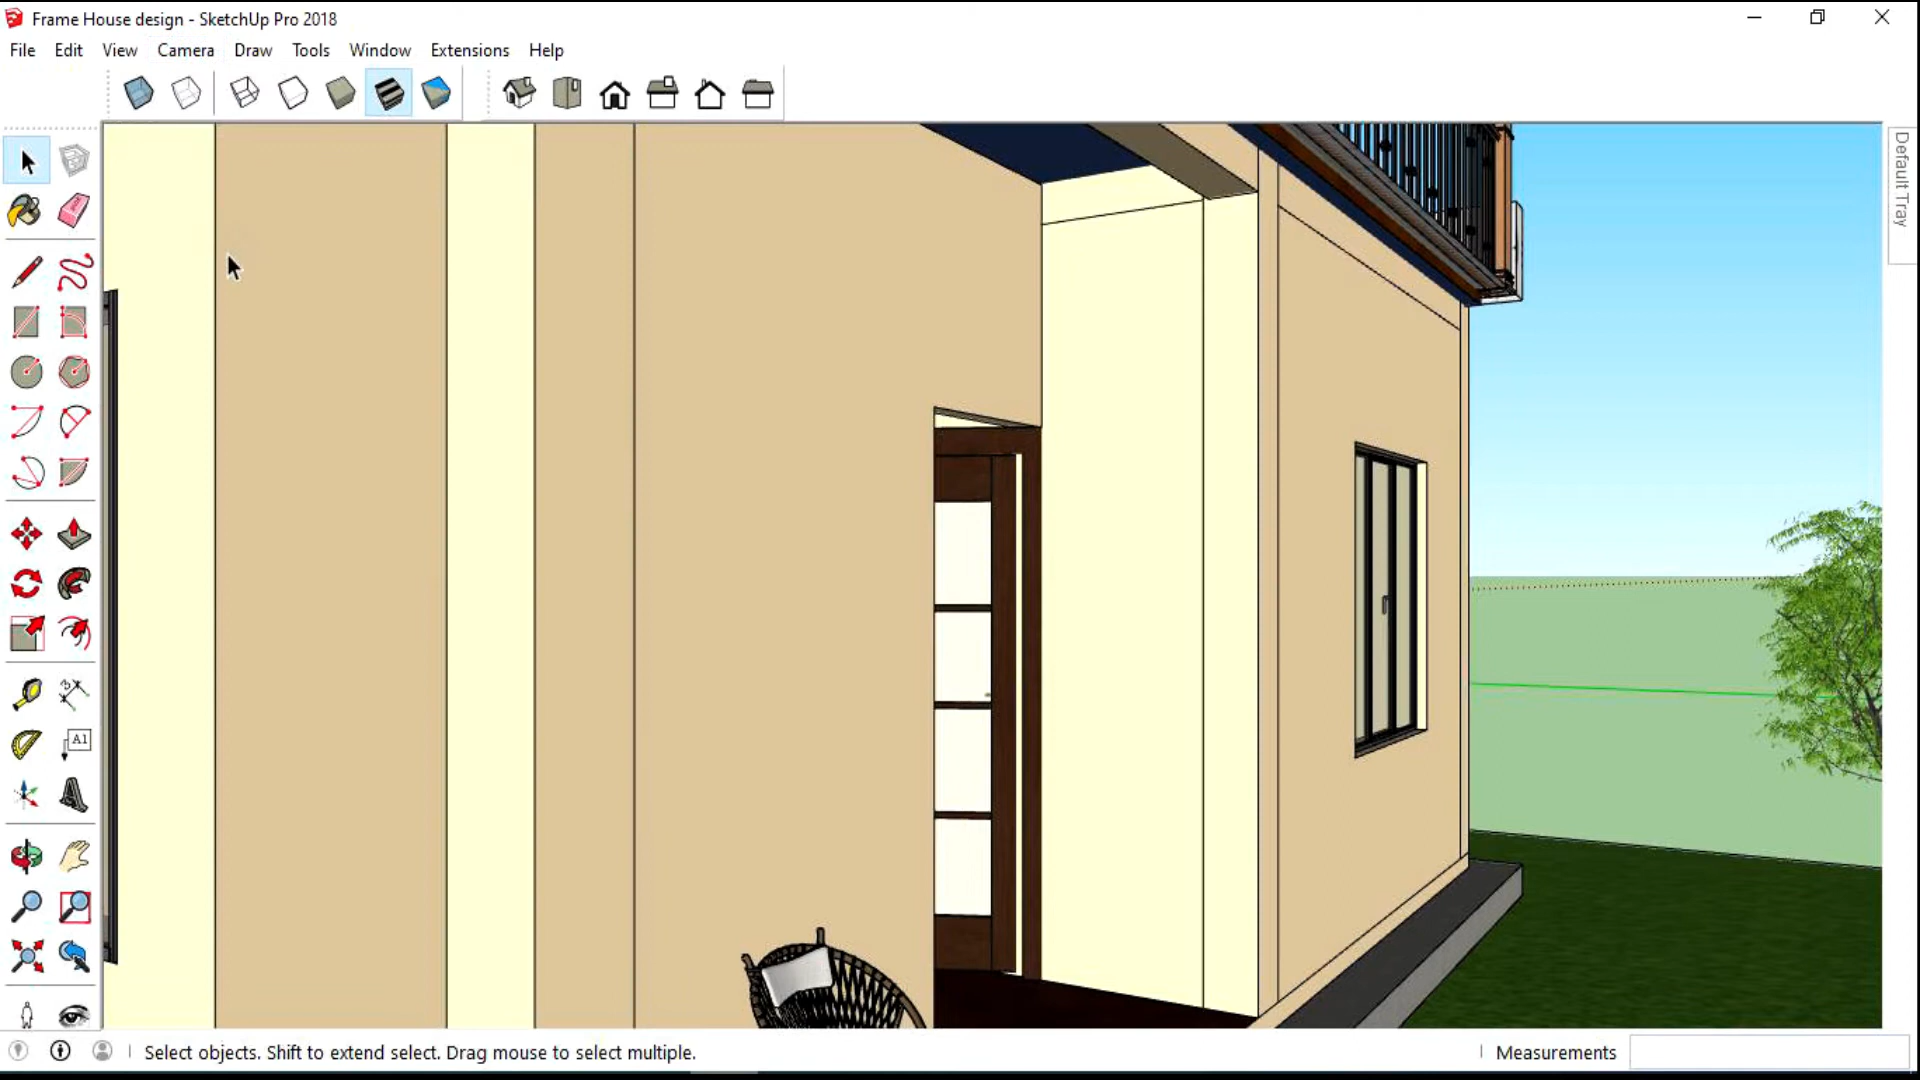 Frame House design - SketchUp Pro 2018
File Edit View Camera Draw Tools Window Extensions Help
Default Tray
A1
Select objects. Shift to extend select. Drag mouse to select multiple.
Measurements